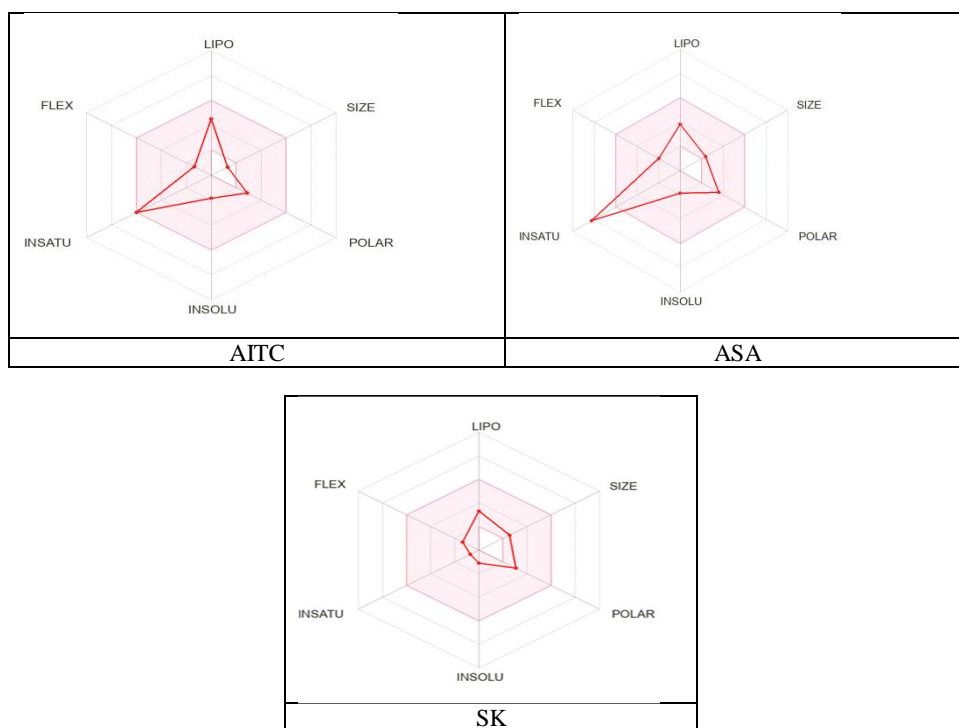 LIPO
FLEX
SIZE
INSATU
POLAR
INSOLU
LIPO
FLEX
SIZE
INSATU
POLAR
INSOLU
AITC
ASA
LIPO
FLEX
SIZE
INSATU
POLAR
INSOLU
SK